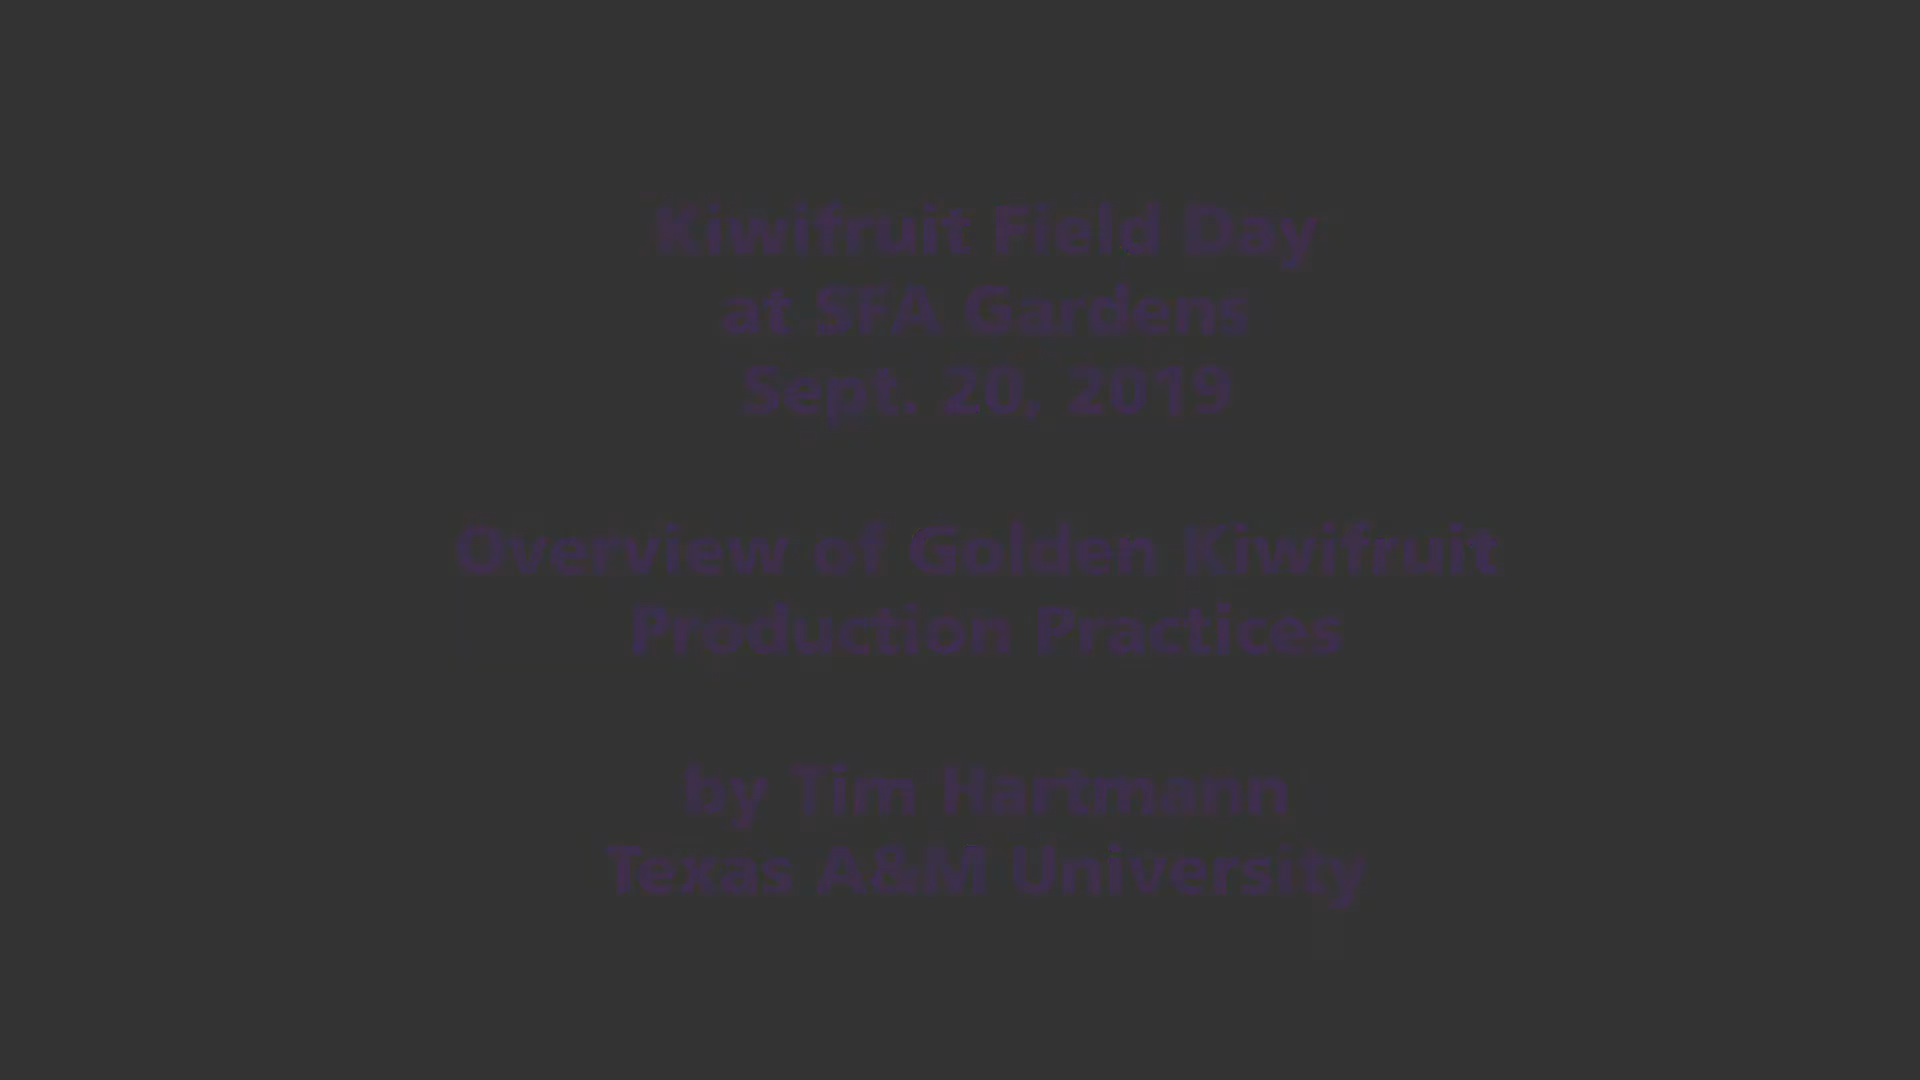 Kiwifruit Field Day
at SFA Gardens
Sept. 20, 2019
Overview of Golden Kiwifruit
Production Practices
by Tim Hartmann
Texas A&M University